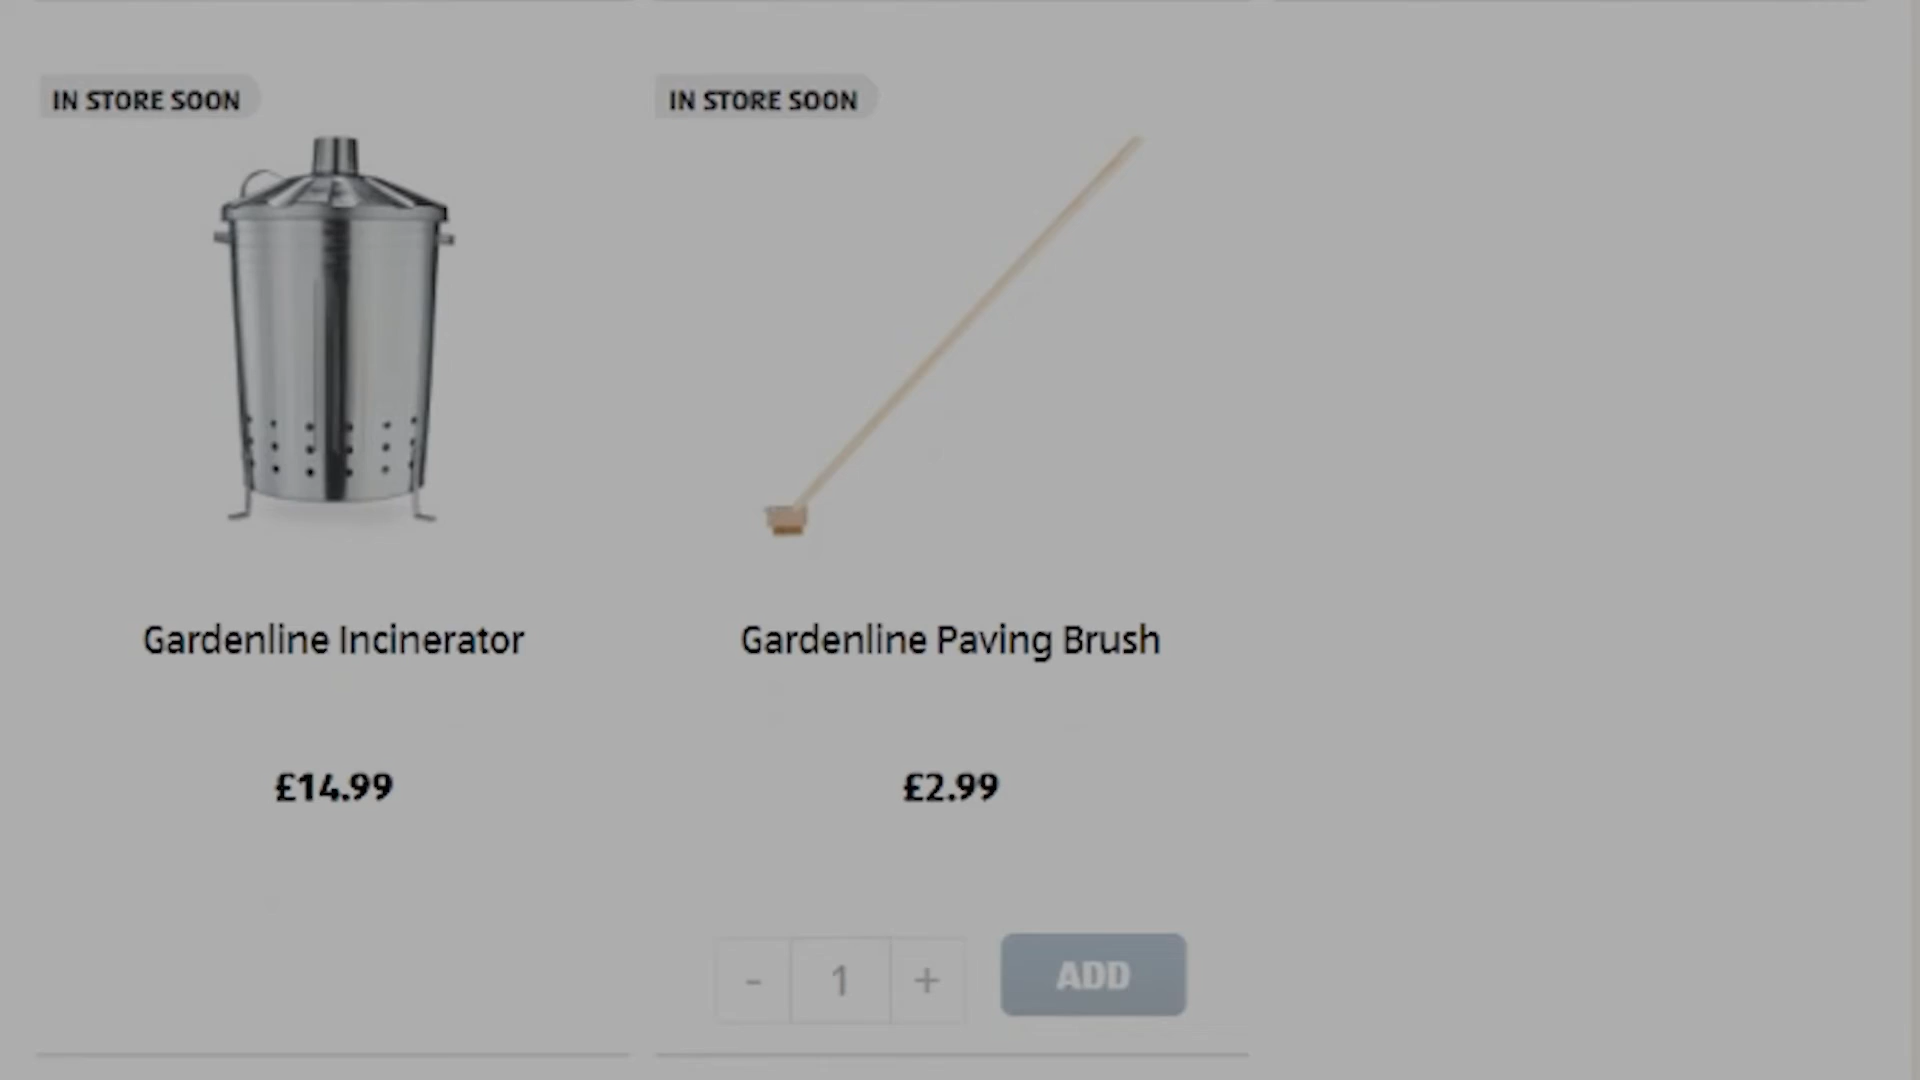 IN STORE SOON
IN STORE SOON
Gardenline Incinerator
Gardenline Paving Brush
£14.99
£2.99
- 1 +
ADD